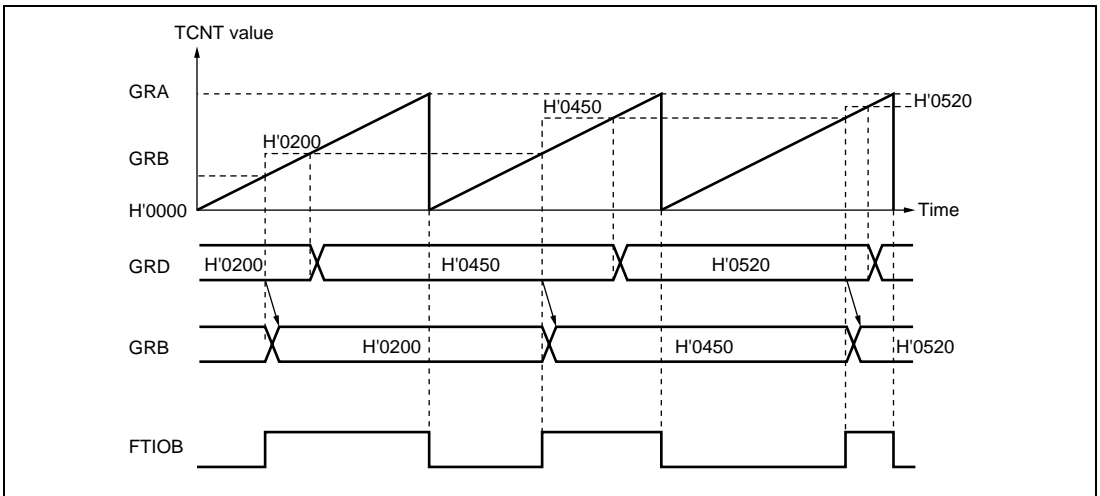 TCNT value
GRA
H'0450
H'0520
H'0200
GRB
H'0000
Time
GRD
H'0200
H'0450
H'0520
GRB
H'0200
H'0450
H'0520
FTIOB